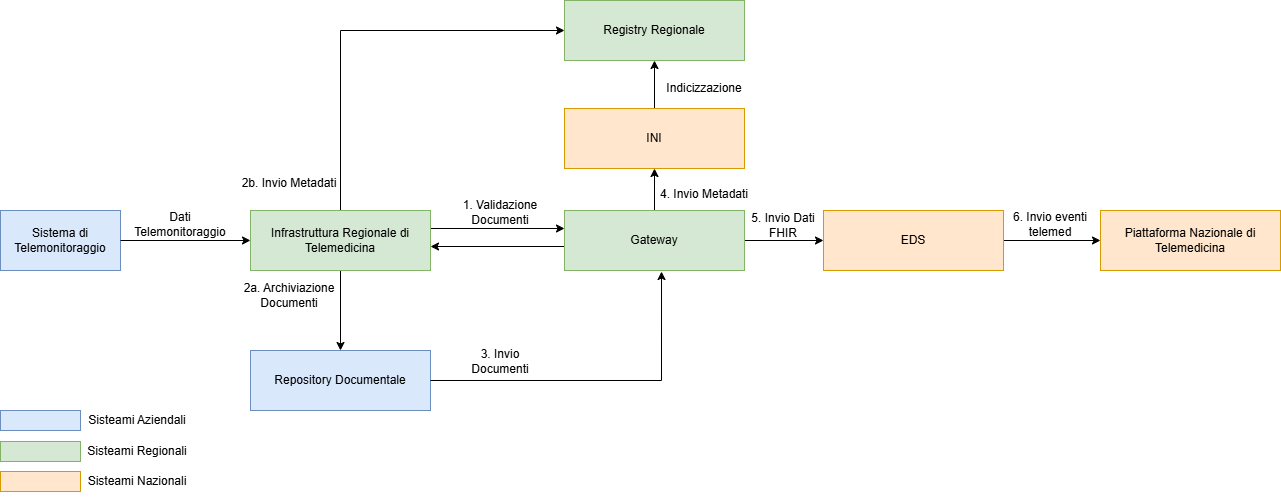 Registry Regionale
Indicizzazione
INI
2b. Invio Metadati
4. Invio Metadati
Sistema di
Telemonitoraggio
Dati
Telemonitoraggio
Infrastruttura Regionale di
Telemedicina
1. Validazione
Documenti
Gateway
5. Invio Dati
FHIR
EDS
6. Invio eventi
telemed
Piattaforma Nazionale di
Telemedicina
2a. Archiviazione
Documenti
Repository Documentale
3. Invio
Documenti
Sisteami Aziendali
Sisteami Regionali
Sisteami Nazionali